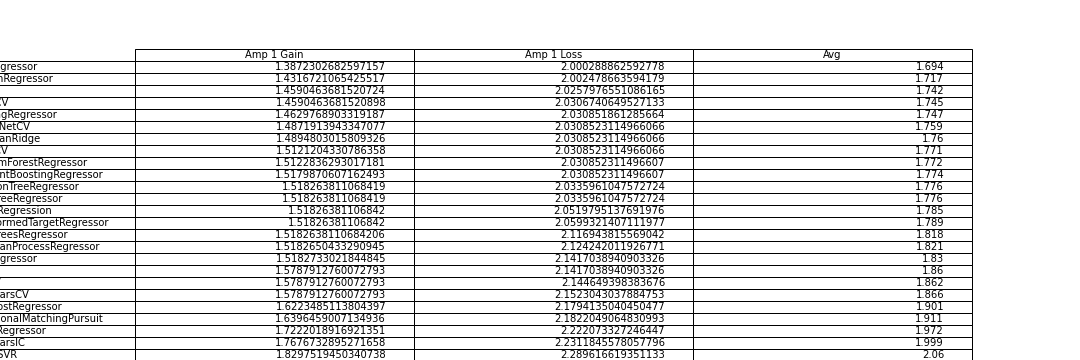 Amp 1 Gain Amp 1 Loss Avg
gressor 1.3872302682597157 2.000288862592778 1.694
nRegressor 1.4316721065425517 2.002478663594179 1.717
1.4590463681520724 2.0257976551086165 1.742
CV 1.4590463681520898 2.0306740649527133 1.745
gRegressor 1.4629768903319187 2.030851861285664 1.747
NetCV 1.4871913943347077 2.0308523114966066 1.759
anRidge 1.4894803015809326 2.0308523114966066 1.76
CV 1.5121204330786358 2.0308523114966066 1.771
mForestRegressor 1.5122836293017181 2.030852311496607 1.772
ntBoostingRegressor 1.5179870607162493 2.030852311496607 1.774
onTreeRegressor 1.518263811068419 2.0335961047572724 1.776
reeRegressor 1.518263811068419 2.0335961047572724 1.776
Regression 1.51826381106842 2.0519795137691976 1.785
ormedTargetRegressor 1.51826381106842 2.0599321407111977 1.789
reesRegressor 1.5182638110684206 2.116943815569042 1.818
anProcessRegressor 1.5182650433290945 2.124242011926771 1.821
gressor 1.5182733021844845 2.1417038940903326 1.83
1.5787912760072793 2.1417038940903326 1.86
1.5787912760072793 2.144649398383676 1.862
arsCV 1.5787912760072793 2.1523043037884753 1.866
ostRegressor 1.6223485113804397 2.1794135040450477 1.901
onalMatchingPursuit 1.6396459007134936 2.1822049064830993 1.911
Regressor 1.7222018916921351 2.222073327246447 1.972
arsIC 1.7676732895271658 2.2311844578057796 1.999
SVR 1.8297519450340738 2.289616619351133 2.06